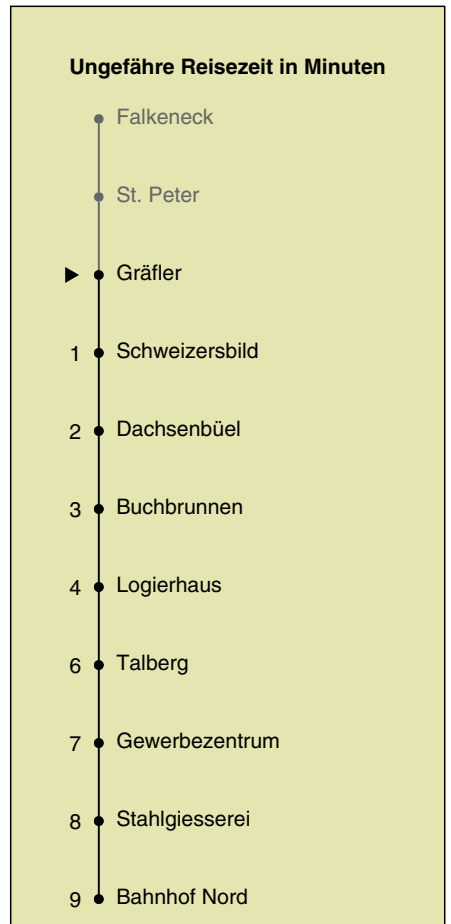 Ungefähre Reisezeit in Minuten
Falkeneck
St. Peter
Gräfler
1 Schweizersbild
2 Dachsenbüel
3 Buchbrunnen
4 Logierhaus
6 Talberg
7 Gewerbezentrum
8 Stahlgiesserei
9 Bahnhof Nord